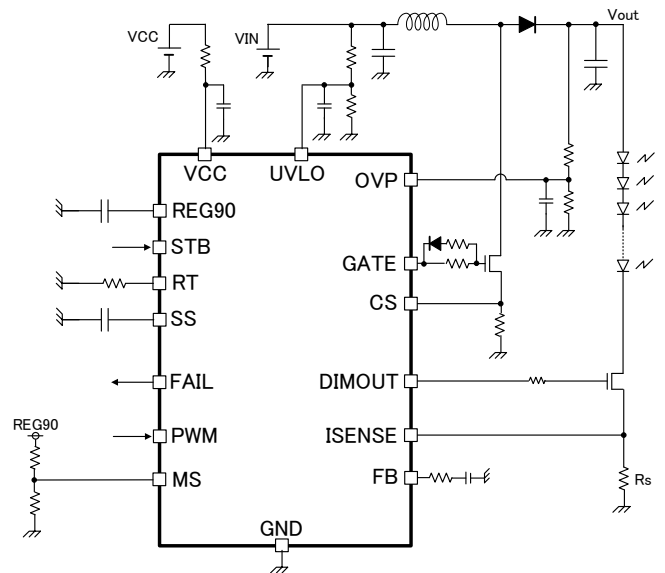 VCC
VIN
Vout
VCC
UVLO
OVP
REG90
STB
GATE
RT
CS
SS
FAIL
DIMOUT
REG90
PWM
ISENSE
MS
FB
Rs
GND